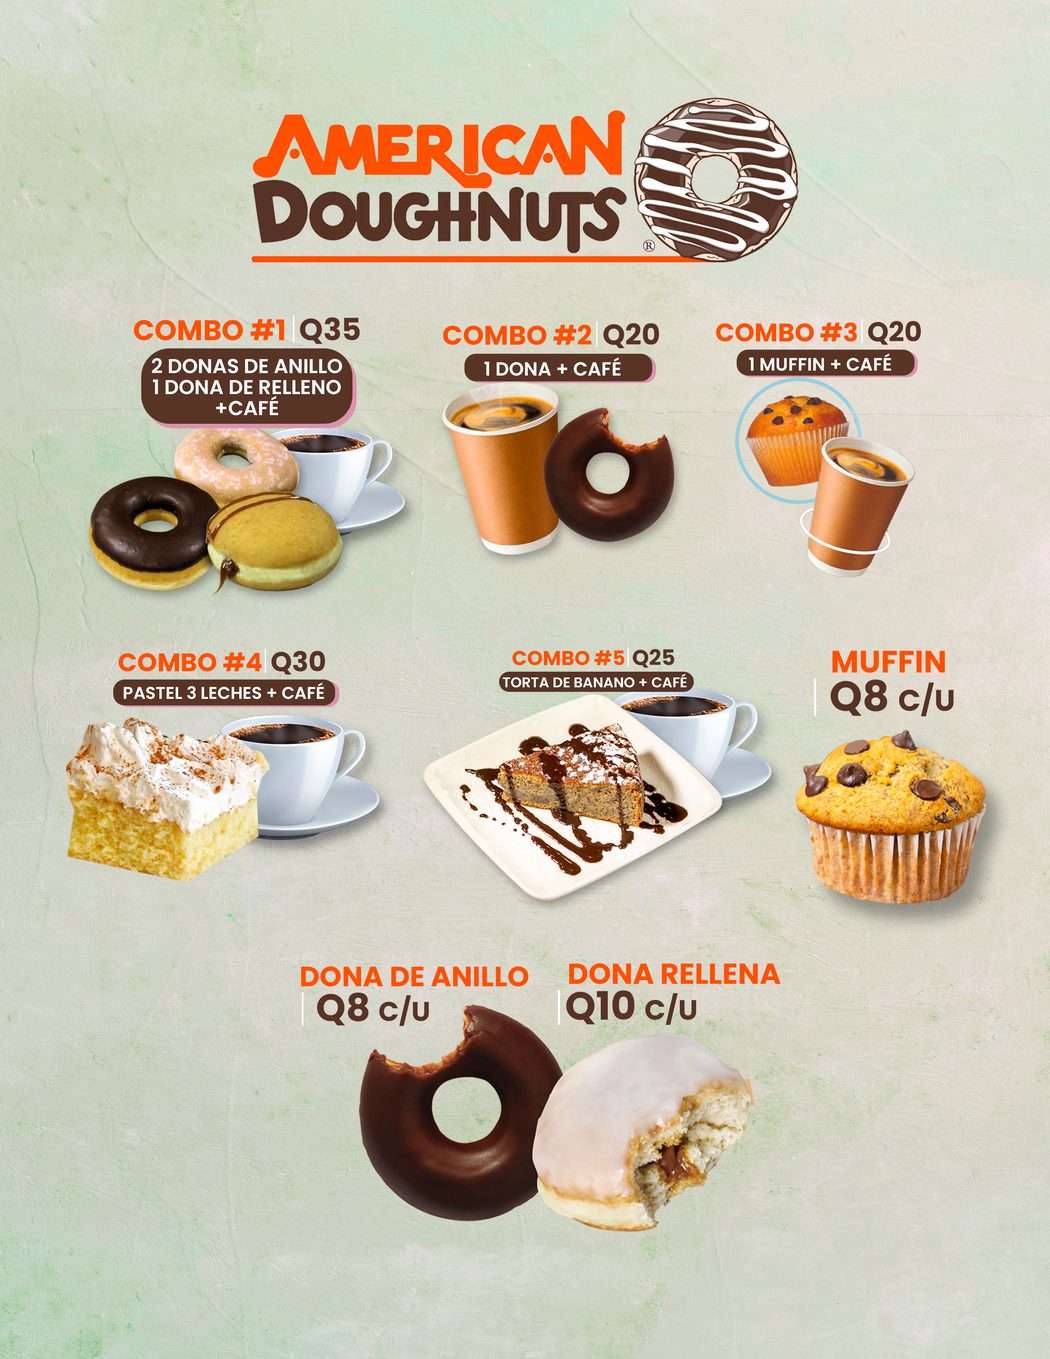 AMERICAN
DOUGHNUTS
®
COMBO #1 Q35
2 DONAS DE ANILLO
1 DONA DE RELLENO
+CAFÉ
COMBO #2 Q20
1 DONA + CAFÉ
COMBO #3 Q20
1 MUFFIN + CAFÉ
COMBO #4 Q30
PASTEL 3 LECHES + CAFÉ
COMBO #5 Q25
TORTA DE BANANO + CAFÉ
MUFFIN
Q8 C/U
DONA DE ANILLO
Q8 C/U
DONA RELLENA
Q10 C/U